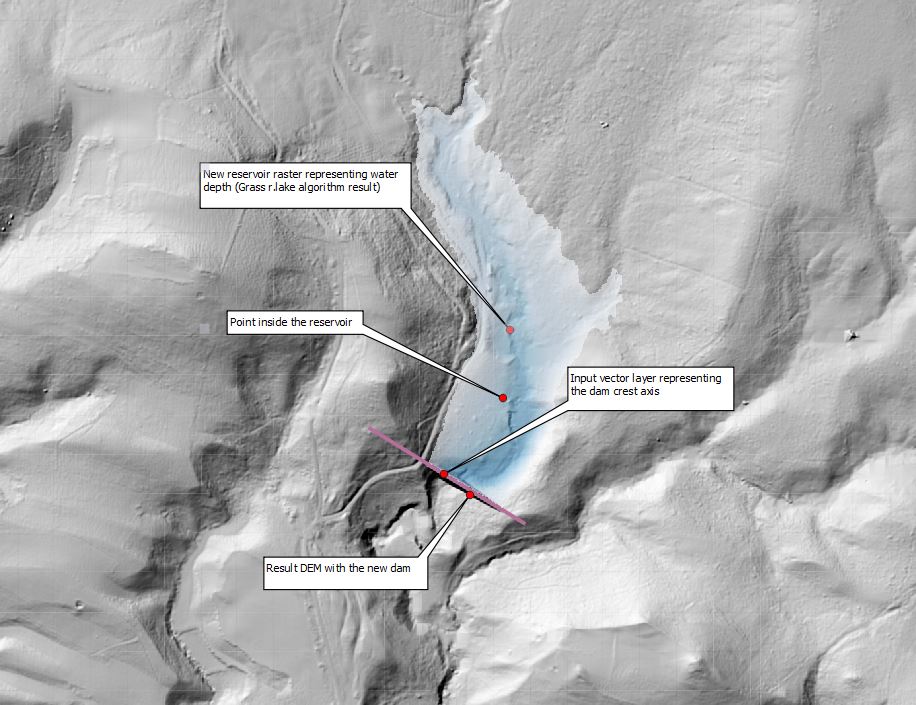 New reservoir raster representing water
depth (Grass r.lake algorithm result)
Point inside the reservoir
Input vector layer representing
the dam crest axis
Result DEM with the new dam